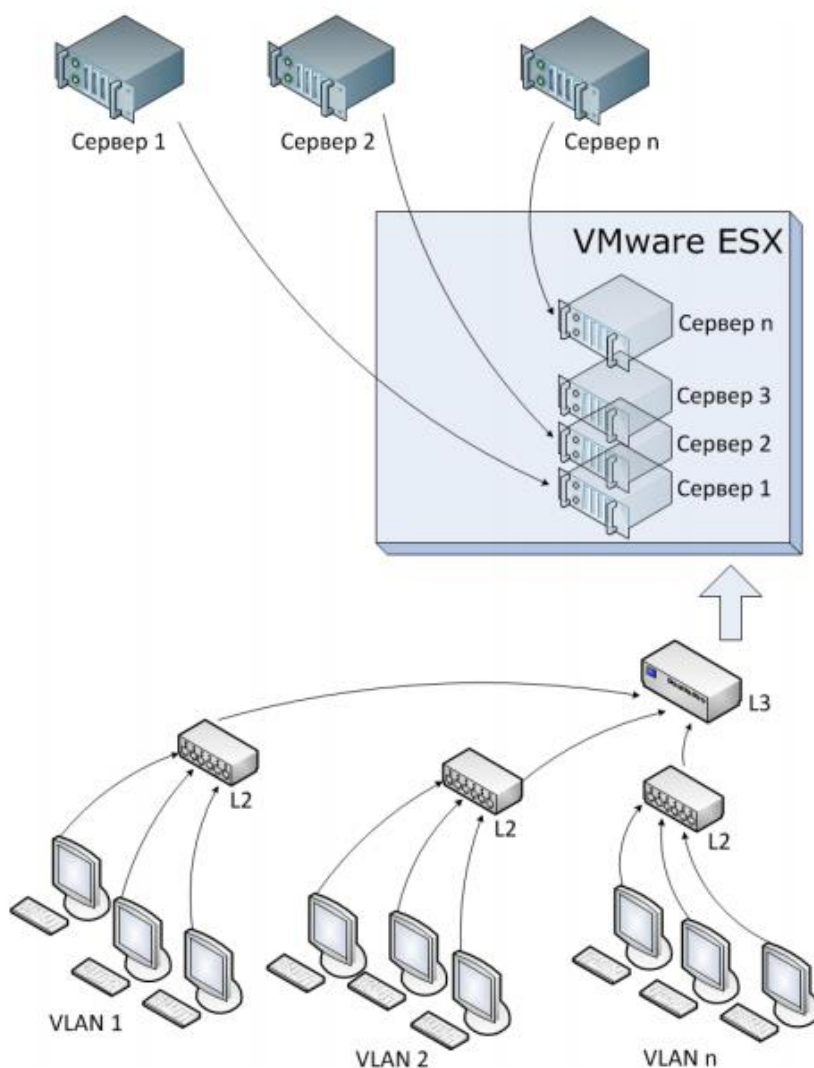 Сервер 1
Сервер 2
Сервер n
VMware ESX
Сервер n
Сервер 3
Сервер 2
Сервер 1
L3
L2
L2
L2
VLAN 1
VLAN 2
VLAN n